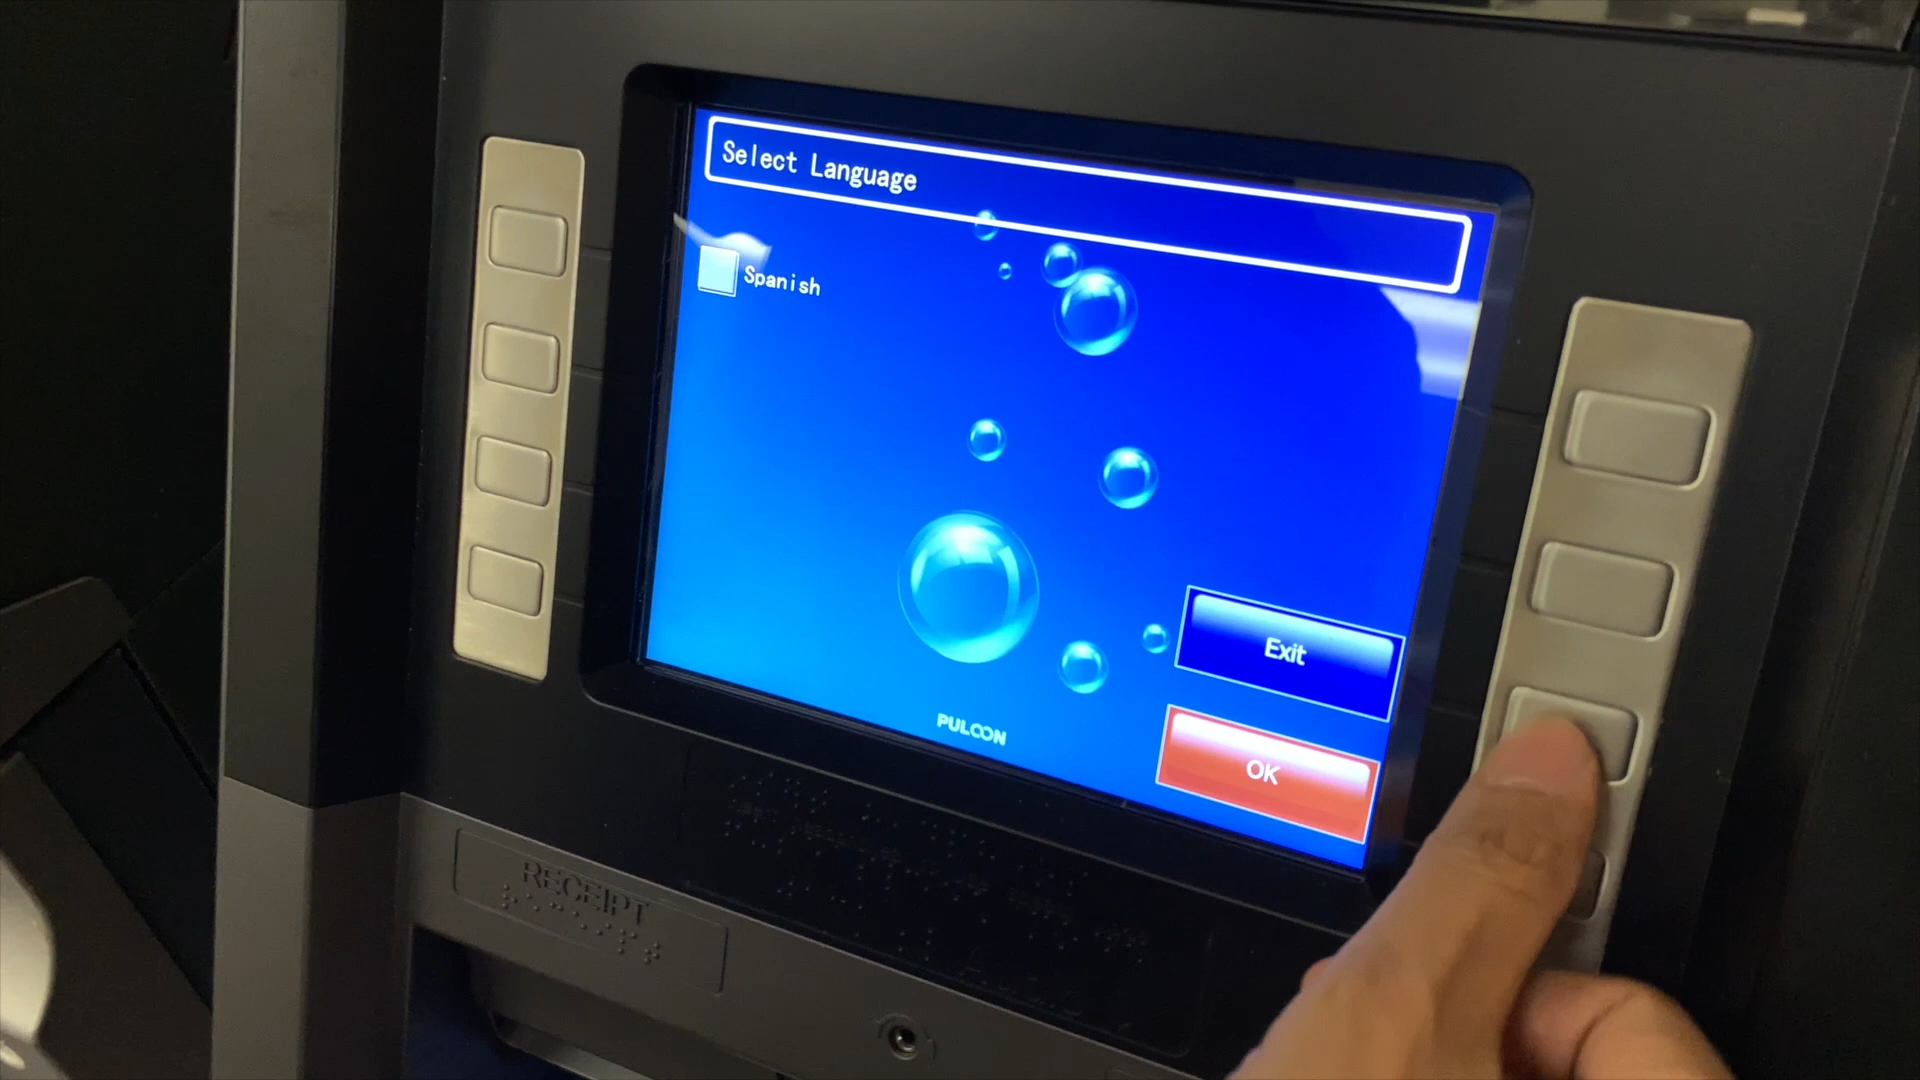 Select Language
Spanish
Exit
OK
PULOON
RECEIPT